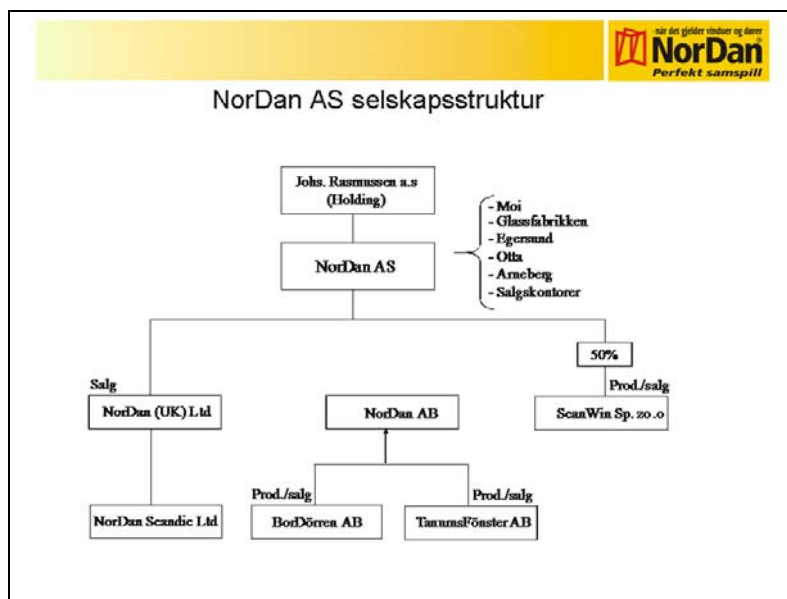 - når det gjelder vinduer og dører
NorDan®
Perfekt samspill
NorDan AS selskapsstruktur
Johs. Rasmussen a.s
(Holding)
NorDan AS
- Moi
- Glassfabrikken
- Egersund
- Otta
- Arneberg
- Salgskontorer
50%
Salg
Prod./salg
NorDan (UK) Ltd
NorDan AB
ScanWin Sp. zo .o
Prod./salg
Prod./salg
NorDan Scandic Ltd
BorDörren AB
TanumsFönster AB